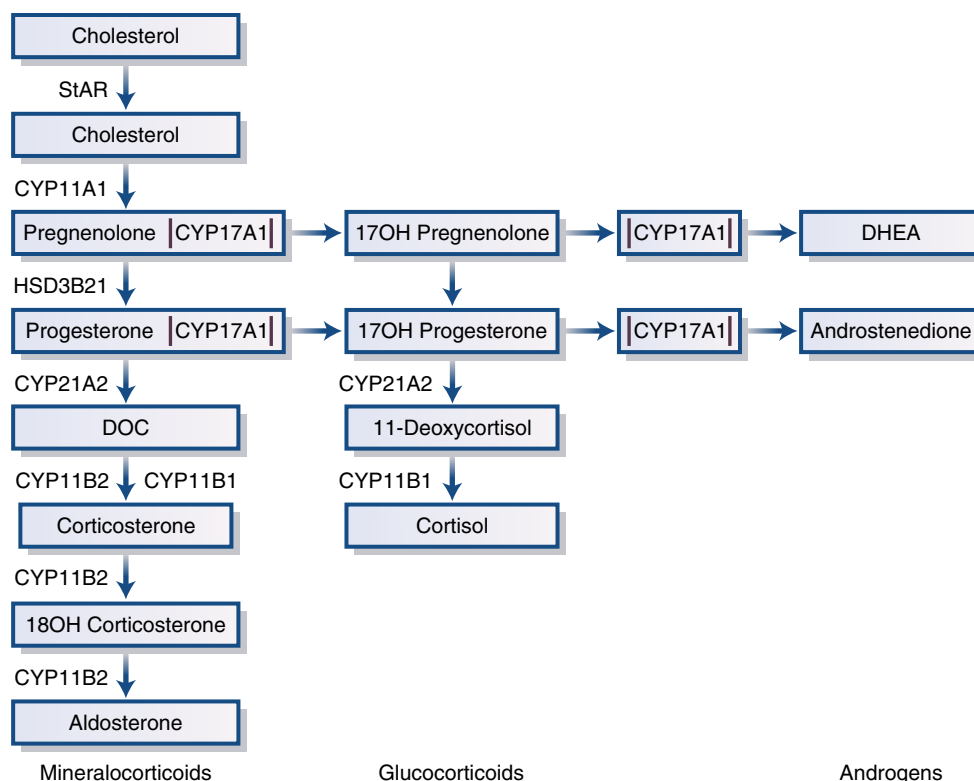 Cholesterol
StAR
Cholesterol
CYP11A1
Pregnenolone |CYP17A1| 17OH Pregnenolone |CYP17A1| DHEA
HSD3B21
Progesterone |CYP17A1| 17OH Progesterone |CYP17A1| Androstenedione
CYP21A2 CYP21A2
DOC 11-Deoxycortisol
CYP11B2 CYP11B1 CYP11B1
Corticosterone Cortisol
CYP11B2
18OH Corticosterone
CYP11B2
Aldosterone
Mineralocorticoids Glucocorticoids Androgens